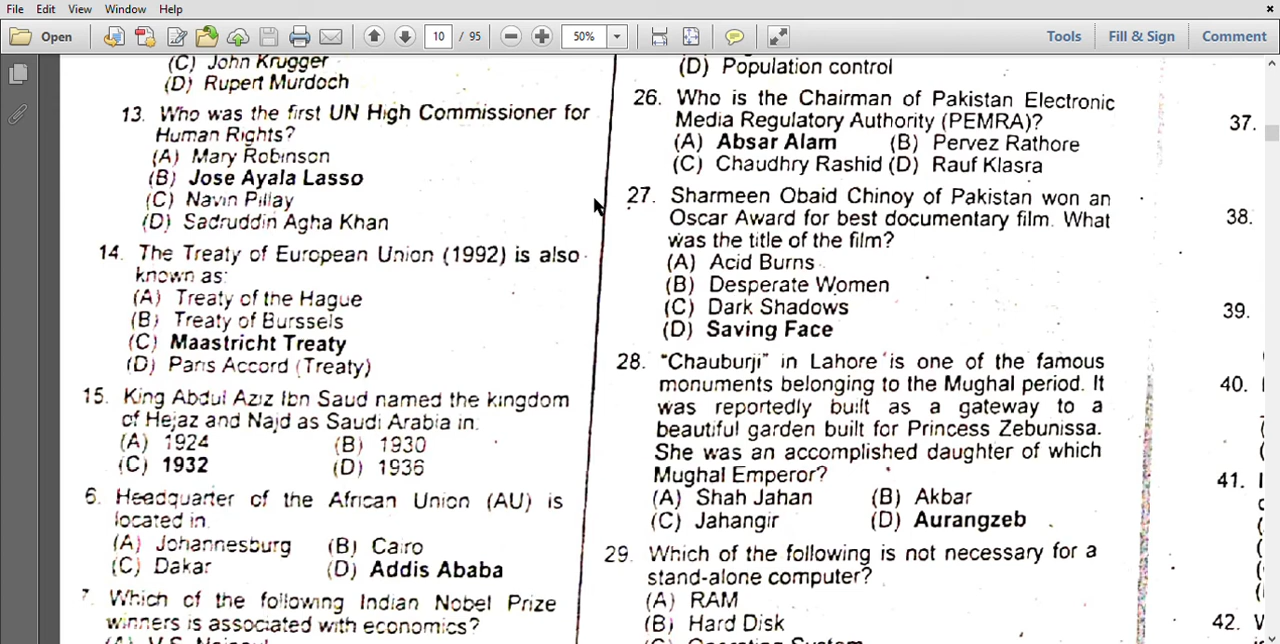 File Edit View Window Help
Open 10 / 95 50% Tools Fill & Sign Comment
(C) John Krugger
(D) Rupert Murdoch
13. Who was the first UN High Commissioner for
Human Rights?
(A) Mary Robinson
(B) Jose Ayala Lasso
(C) Navin Pillay
(D) Sadruddin Agha Khan
14. The Treaty of European Union (1992) is also
known as:
(A) Treaty of the Hague
(B) Treaty of Burssels
(C) Maastricht Treaty
(D) Paris Accord (Treaty)
15. King Abdul Aziz Ibn Saud named the kingdom
of Hejaz and Najd as Saudi Arabia in:
(A) 1924 (B) 1930
(C) 1932 (D) 1936
6. Headquarter of the African Union (AU) is
located in
(A) Johannesburg (B) Cairo
(C) Dakar (D) Addis Ababa
7. Which of the following Indian Nobel Prize
winners is associated with economics?
(D) Population control
26. Who is the Chairman of Pakistan Electronic
Media Regulatory Authority (PEMRA)?
(A) Absar Alam (B) Pervez Rathore
(C) Chaudhry Rashid (D) Rauf Klasra
27. Sharmeen Obaid Chinoy of Pakistan won an
Oscar Award for best documentary film. What
was the title of the film?
(A) Acid Burns
(B) Desperate Women
(C) Dark Shadows
(D) Saving Face
28. "Chauburji" in Lahore is one of the famous
monuments belonging to the Mughal period. It
was reportedly built as a gateway to a
beautiful garden built for Princess Zebunissa.
She was an accomplished daughter of which
Mughal Emperor?
(A) Shah Jahan (B) Akbar
(C) Jahangir (D) Aurangzeb
29. Which of the following is not necessary for a
stand-alone computer?
(A) RAM
(B) Hard Disk
(C) Operating System
37.
38.
39.
40.
41.
42.